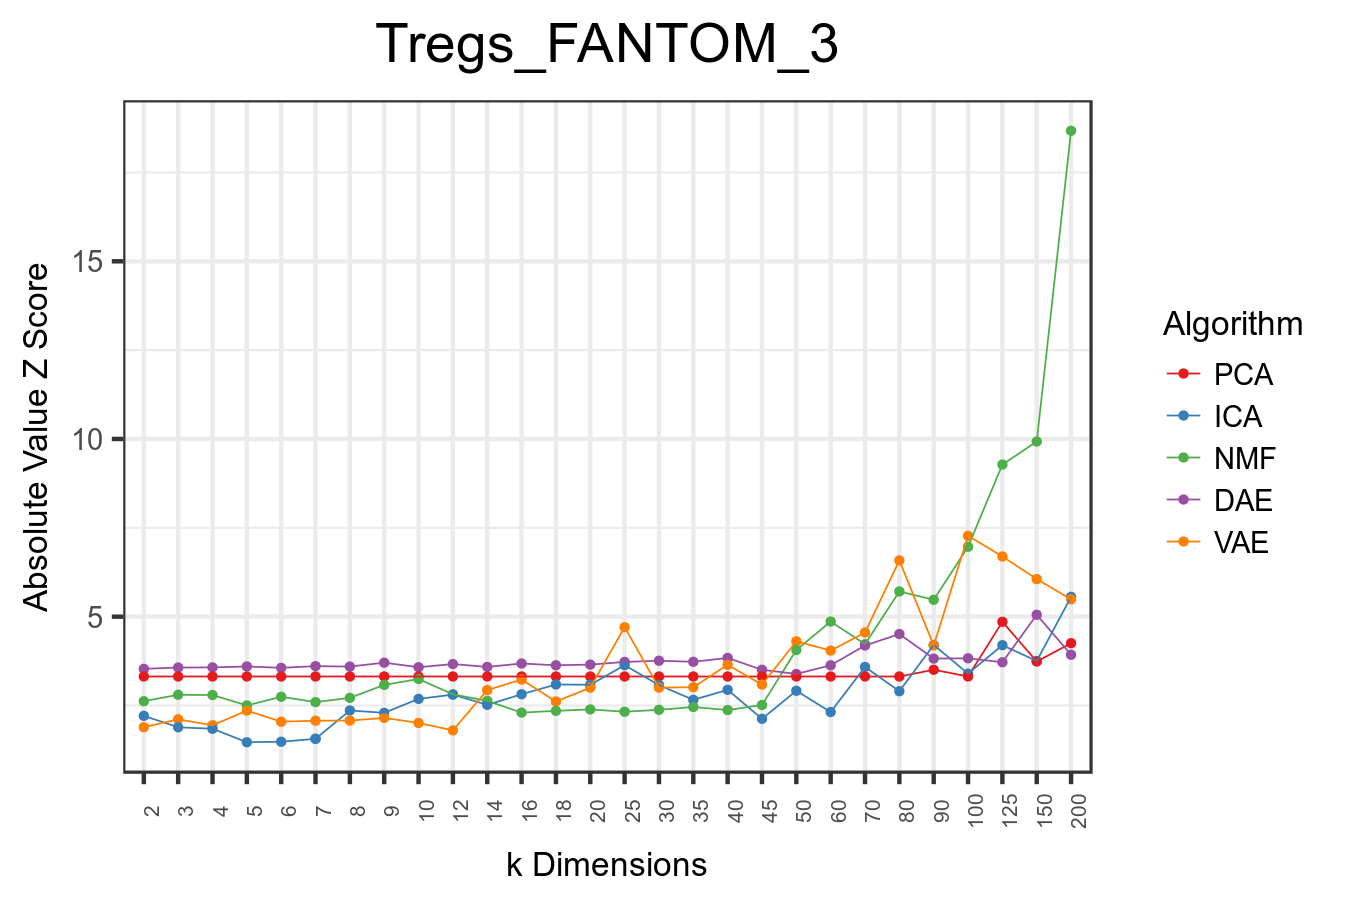 Tregs_FANTOM_3
Absolute Value Z Score
15
10
5
2 3 4 5 6 7 8 9 10 12 14 16 18 20 25 30 35 40 45 50 60 70 80 90 100 125 150 200
k Dimensions
Algorithm
PCA
ICA
NMF
DAE
VAE